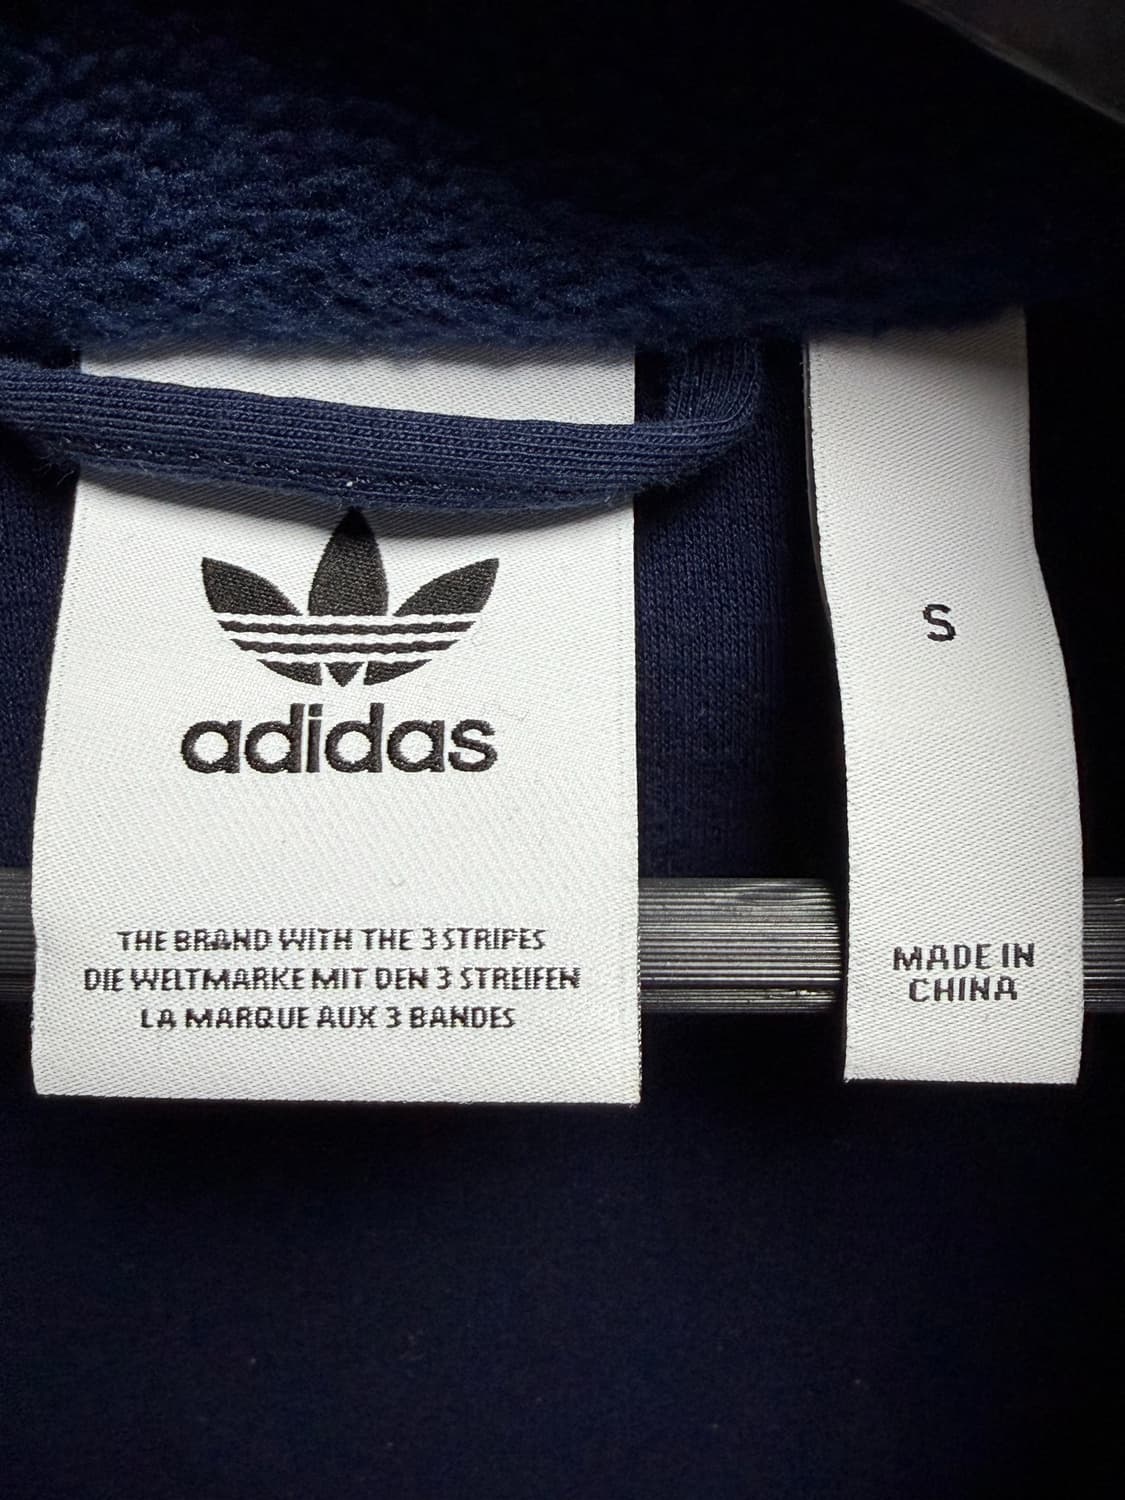 adidas
THE BRAND WITH THE 3 STRIPES
DIE WELTMARKE MIT DEN 3 STREIFEN
LA MARQUE AUX 3 BANDES
S
MADE IN
CHINA